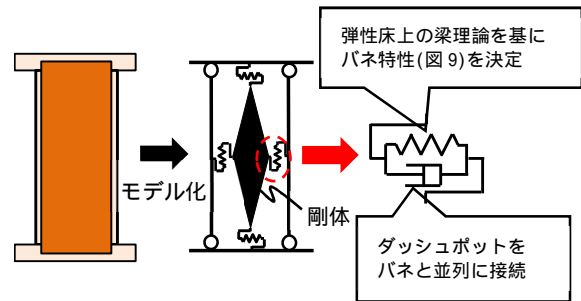 弾性床上の梁理論を基に
バネ特性(図9)を決定
モデル化
剛体
ダッシュポットを
バネと並列に接続